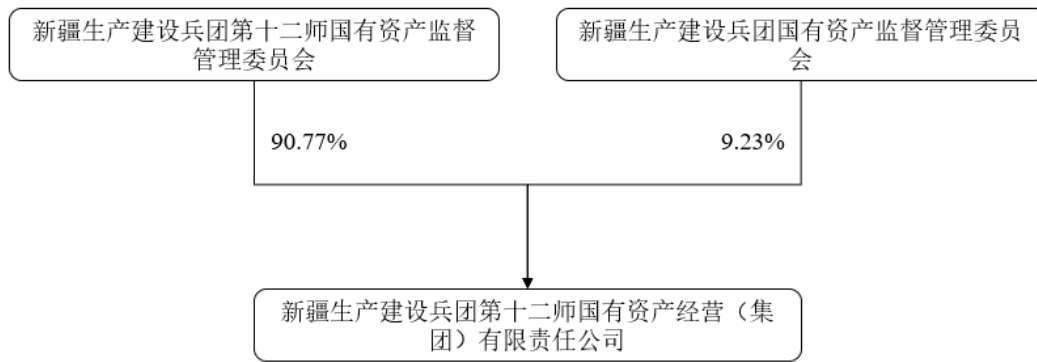 新疆生产建设兵团第十二师国有资产监督
管理委员会
新疆生产建设兵团国有资产监督管理委员
会
90.77%
9.23%
新疆生产建设兵团第十二师国有资产经营（集
团）有限责任公司